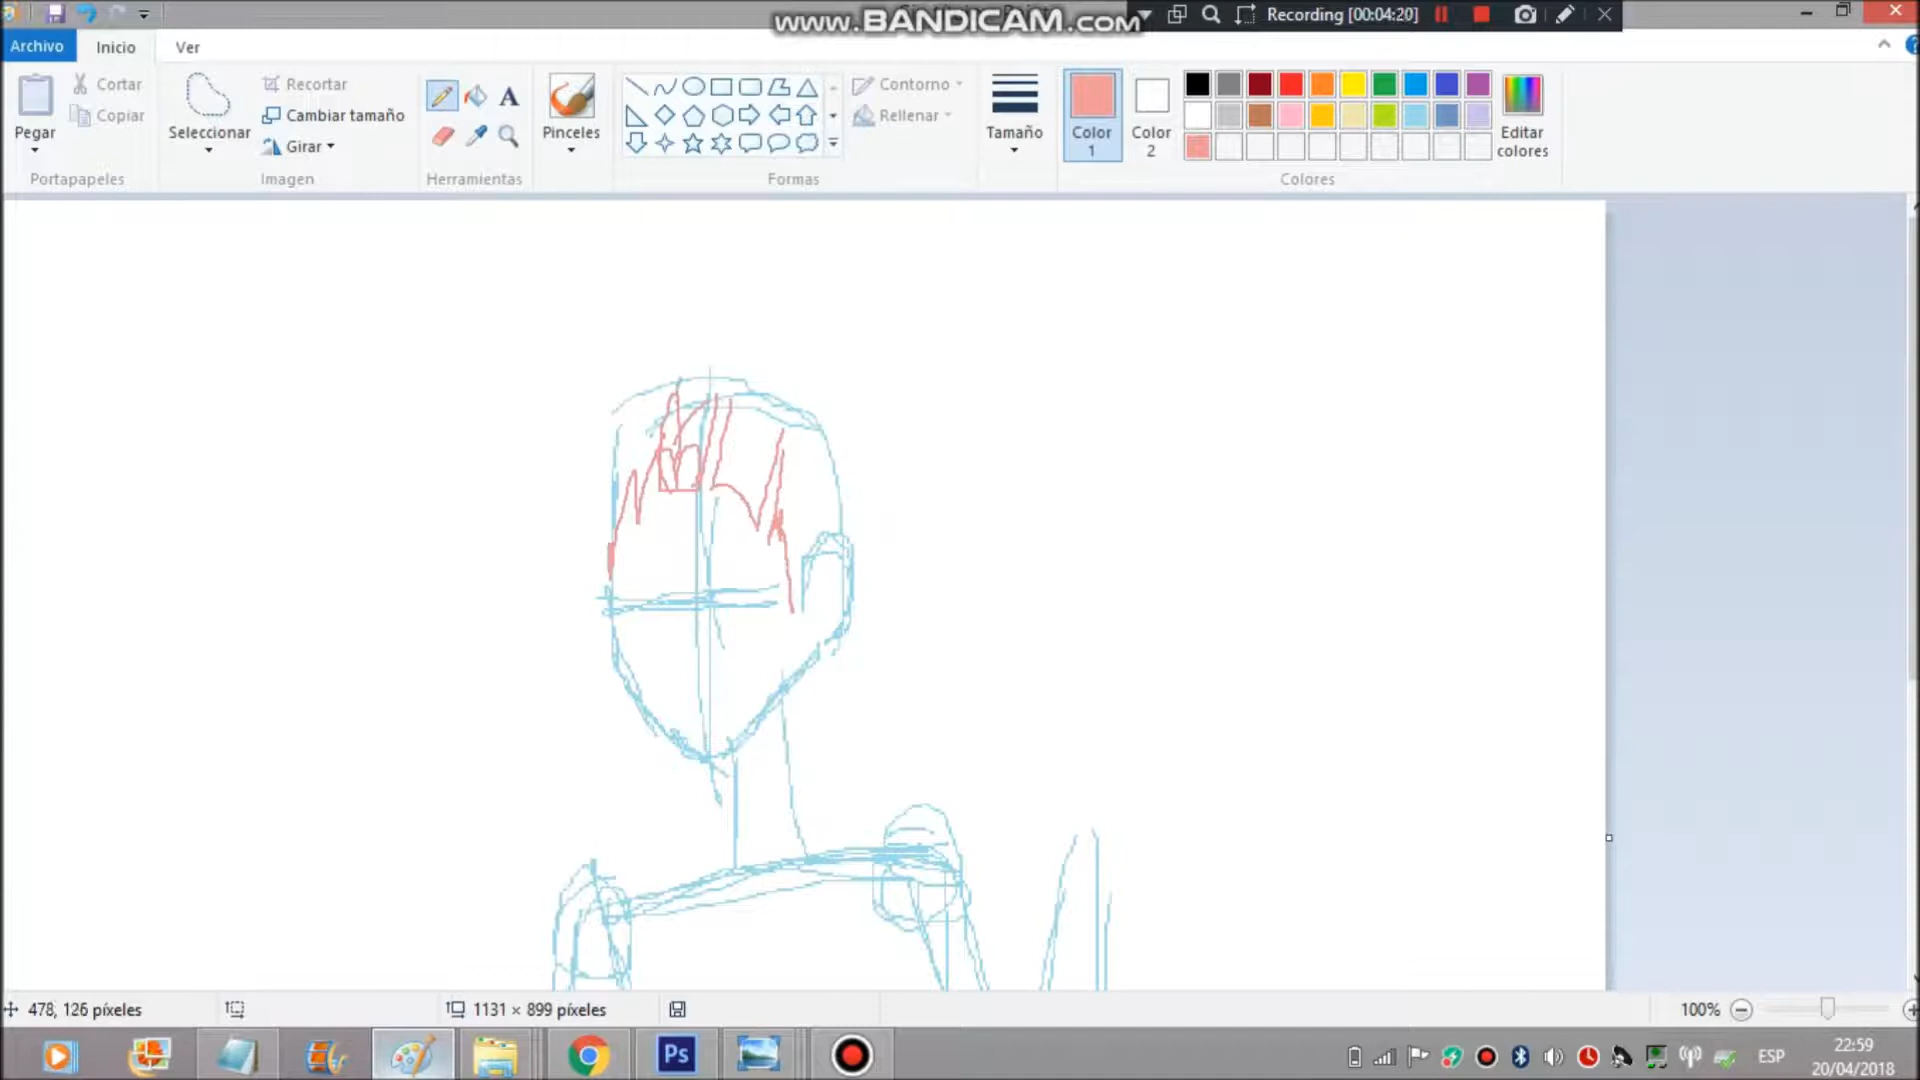 www.BANDICAM.com
Recording [00:04:20]
Archivo
Inicio
Ver
Pegar
Cortar
Copiar
Portapapeles
Seleccionar
Recortar
Cambiar tamaño
Girar
Imagen
A
Herramientas
Pinceles
Formas
Contorno
Rellenar
Tamaño
Color
1
Color
2
Editar
colores
Colores
478, 126 píxeles
1131 × 899 píxeles
100%
Ps
ESP
22:59
20/04/2018